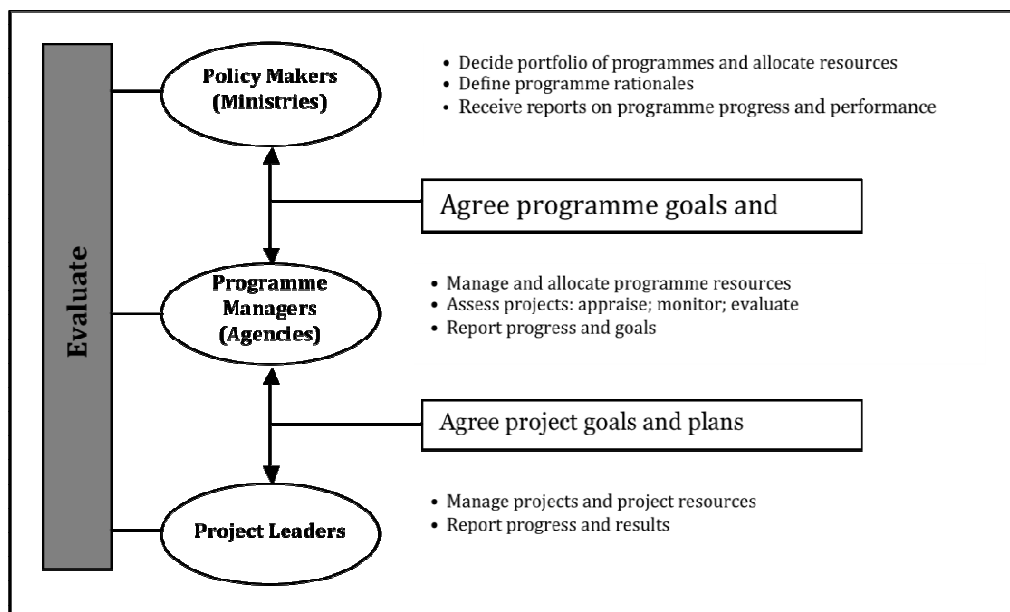 Evaluate
Policy Makers
(Ministries)
• Decide portfolio of programmes and allocate resources
• Define programme rationales
• Receive reports on programme progress and performance
Agree programme goals and
Programme
Managers
(Agencies)
• Manage and allocate programme resources
• Assess projects: appraise; monitor; evaluate
• Report progress and goals
Agree project goals and plans
Project Leaders
• Manage projects and project resources
• Report progress and results